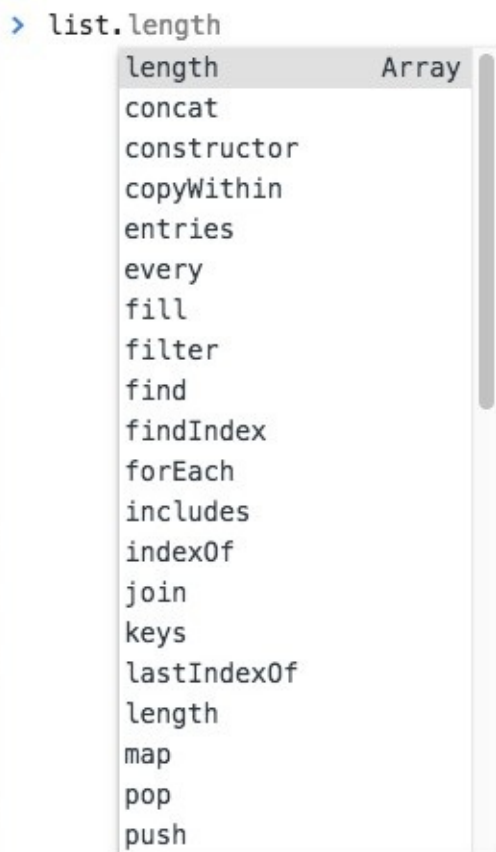 > list.length
length Array
concat
constructor
copyWithin
entries
every
fill
filter
find
findIndex
forEach
includes
indexOf
join
keys
lastIndexOf
length
map
pop
push